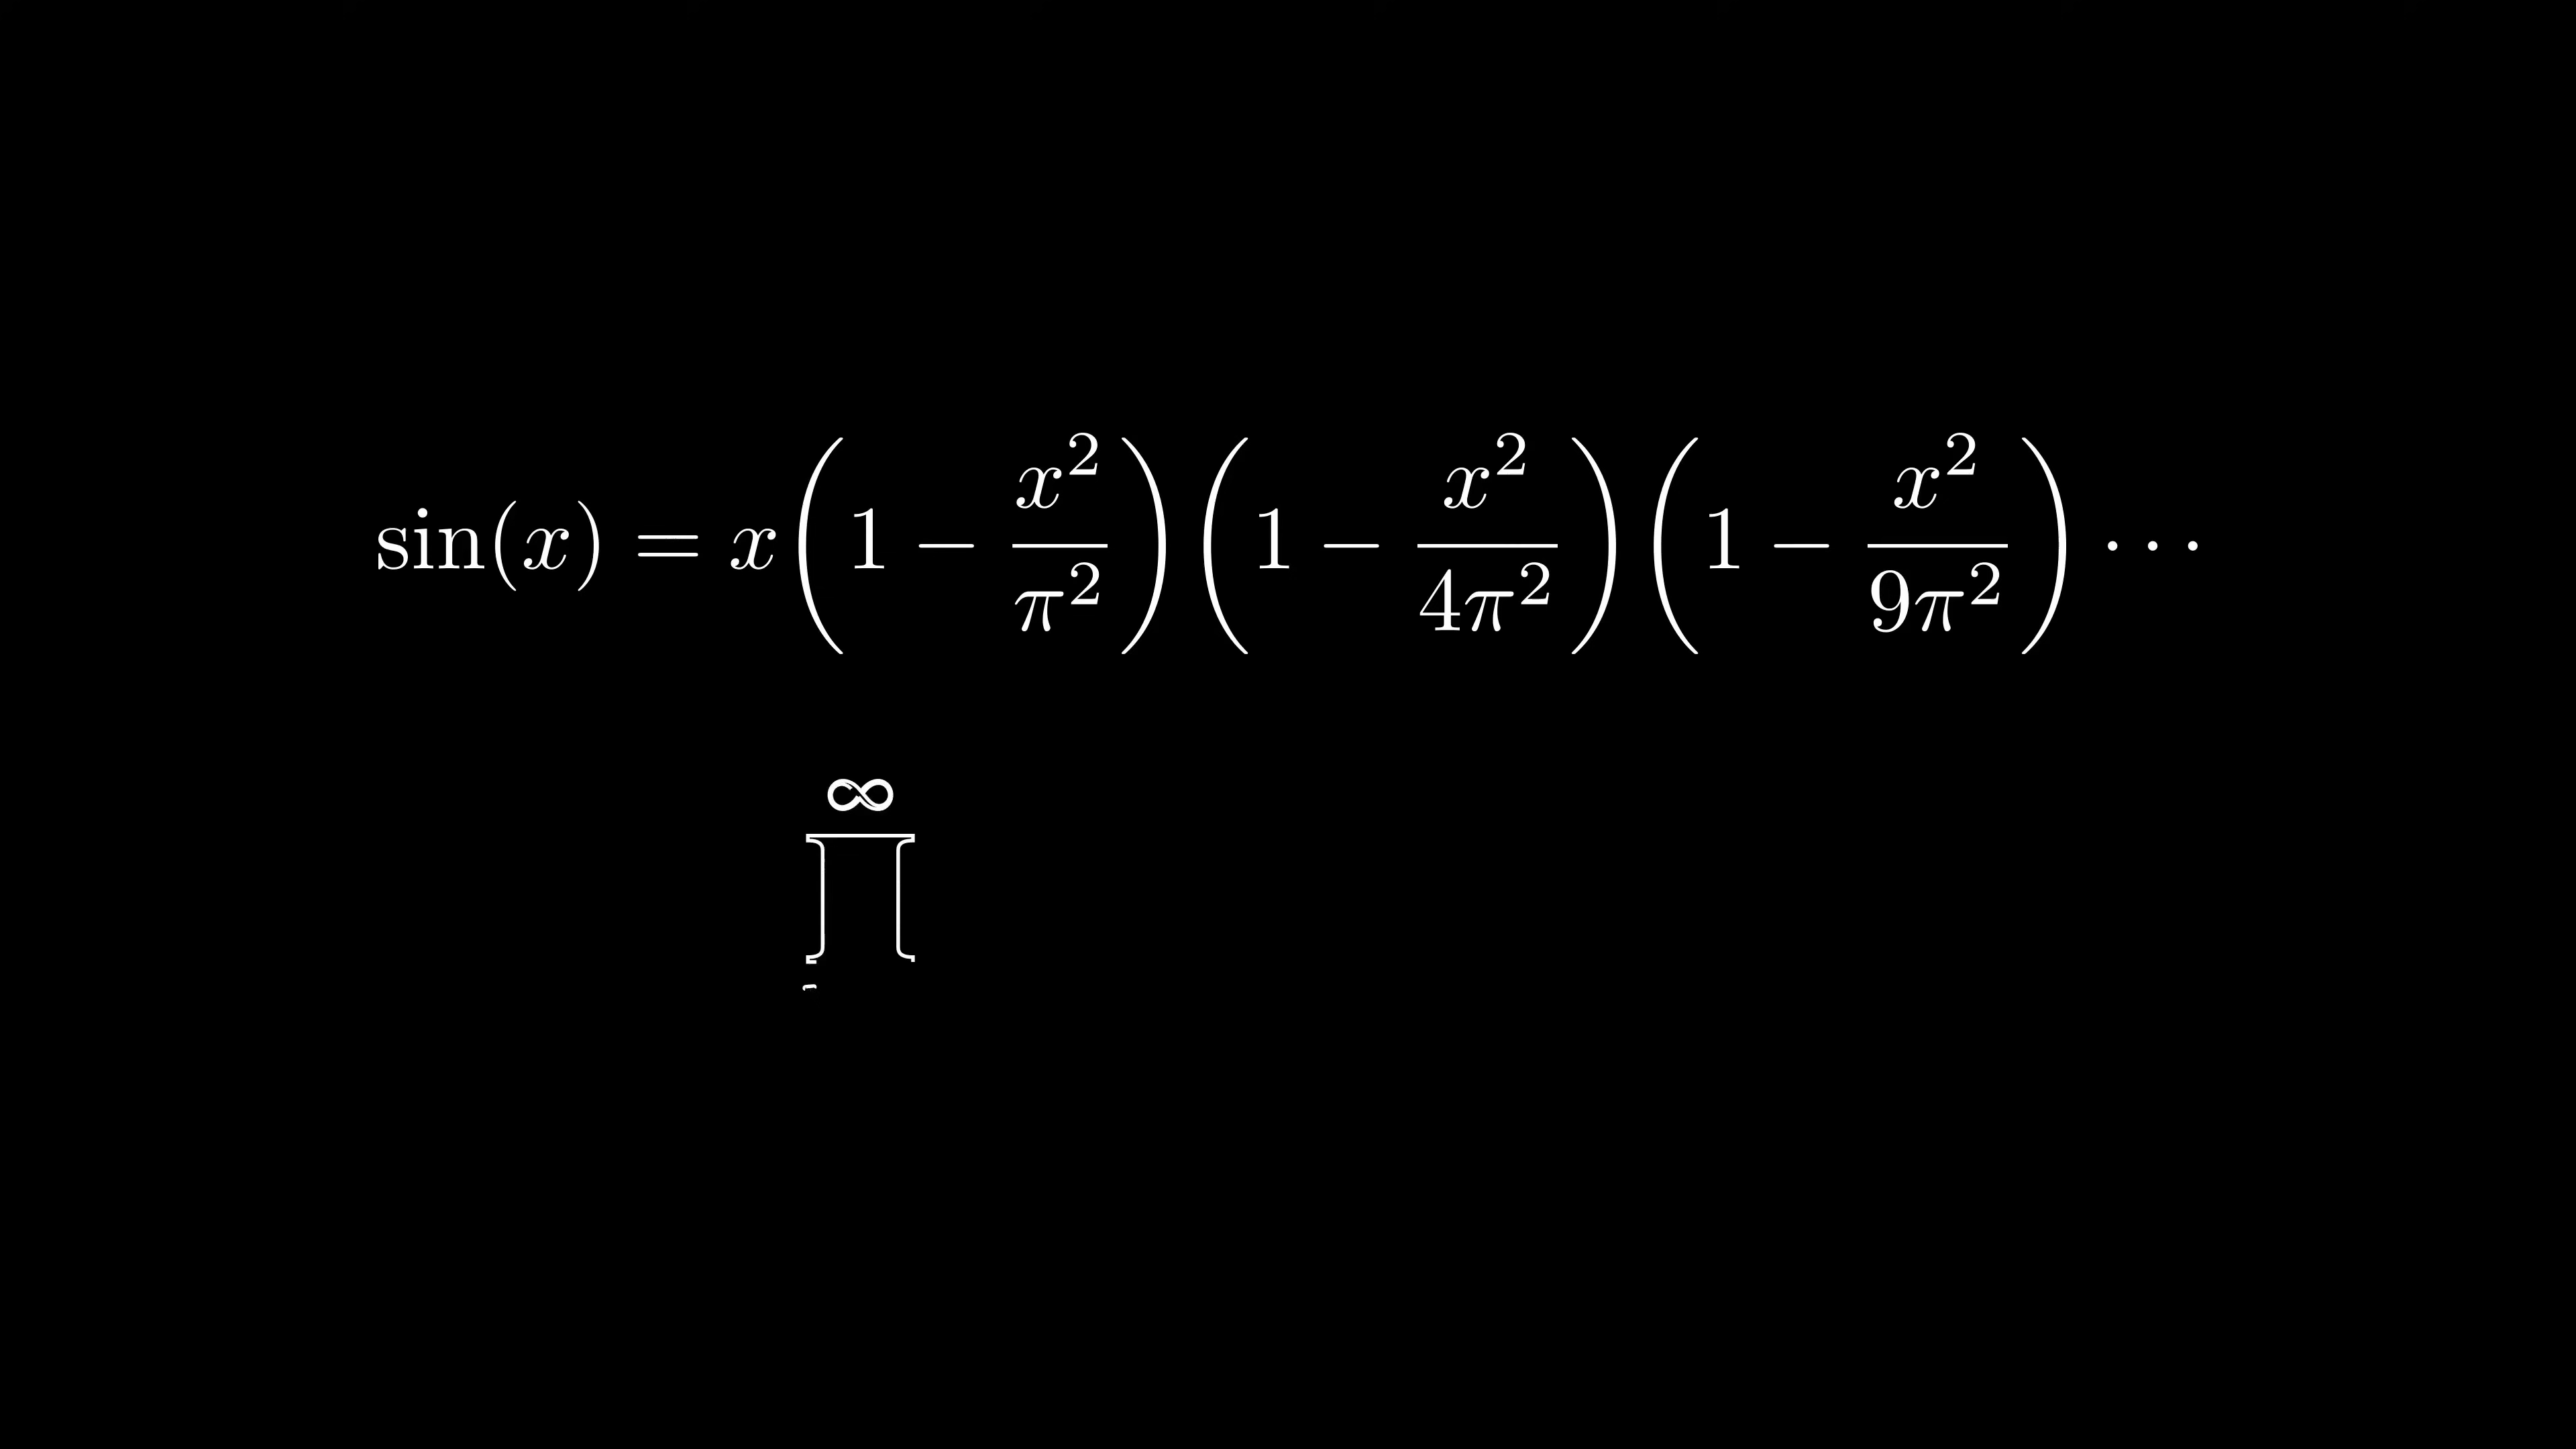 sin(x) = x(1 − x²/π²)(1 − x²/4π²)(1 − x²/9π²)⋯
∞
∏